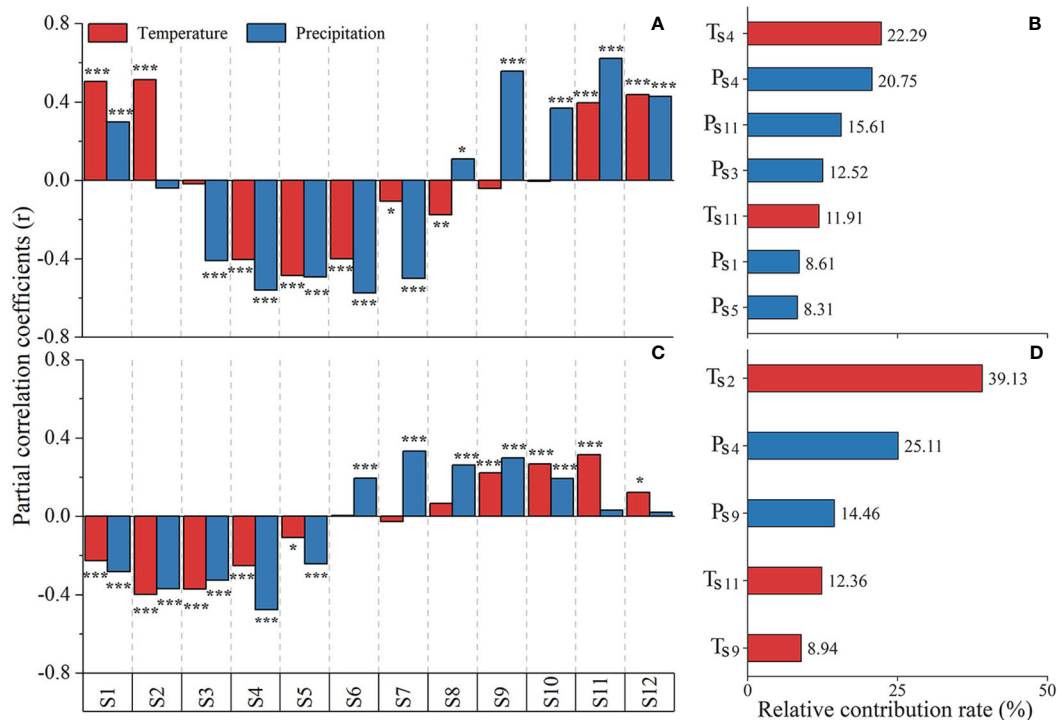 Partial correlation coefficients (r)
A
Temperature
Precipitation
0.8
0.4
0.0
-0.4
-0.8
*** *** *** *** *** *** *** *** *** *** * *** ** * *** *** *** *** *** *** *** ***
B
TS4 22.29
PS4 20.75
PS11 15.61
PS3 12.52
TS11 11.91
PS1 8.61
PS5 8.31
C
0.8
0.4
0.0
-0.4
-0.8
*** *** *** *** *** *** *** *** * *** *** *** *** *** *** *** *** *** *** *
S1 S2 S3 S4 S5 S6 S7 S8 S9 S10 S11 S12
D
TS2 39.13
PS4 25.11
PS9 14.46
TS11 12.36
TS9 8.94
0 25 50
Relative contribution rate (%)